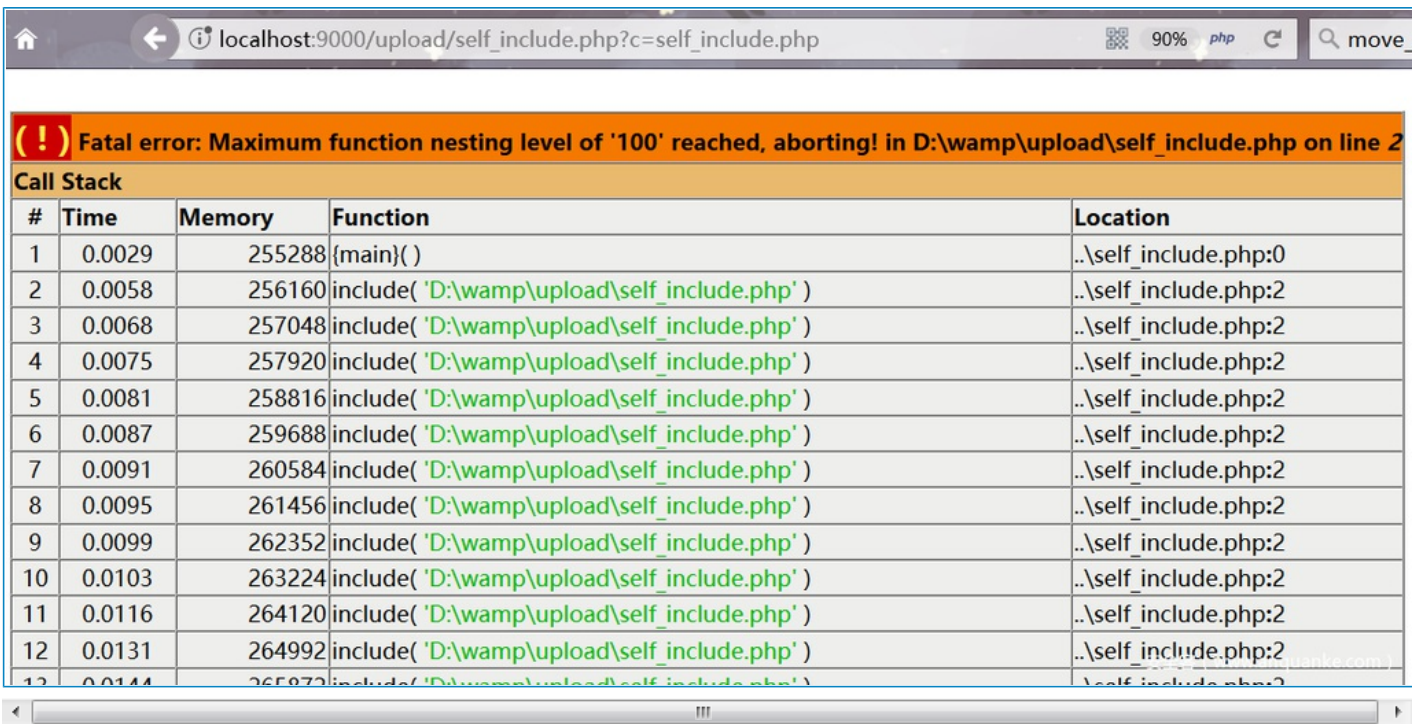 localhost:9000/upload/self_include.php?c=self_include.php 90% php move_
(!) Fatal error: Maximum function nesting level of '100' reached, aborting! in D:\wamp\upload\self_include.php on line 2
Call Stack
# Time Memory Function Location
1 0.0029 255288 {main}( ) ..\self_include.php:0
2 0.0058 256160 include( 'D:\wamp\upload\self_include.php' ) ..\self_include.php:2
3 0.0068 257048 include( 'D:\wamp\upload\self_include.php' ) ..\self_include.php:2
4 0.0075 257920 include( 'D:\wamp\upload\self_include.php' ) ..\self_include.php:2
5 0.0081 258816 include( 'D:\wamp\upload\self_include.php' ) ..\self_include.php:2
6 0.0087 259688 include( 'D:\wamp\upload\self_include.php' ) ..\self_include.php:2
7 0.0091 260584 include( 'D:\wamp\upload\self_include.php' ) ..\self_include.php:2
8 0.0095 261456 include( 'D:\wamp\upload\self_include.php' ) ..\self_include.php:2
9 0.0099 262352 include( 'D:\wamp\upload\self_include.php' ) ..\self_include.php:2
10 0.0103 263224 include( 'D:\wamp\upload\self_include.php' ) ..\self_include.php:2
11 0.0116 264120 include( 'D:\wamp\upload\self_include.php' ) ..\self_include.php:2
12 0.0131 264992 include( 'D:\wamp\upload\self_include.php' ) ..\self_include.php:2